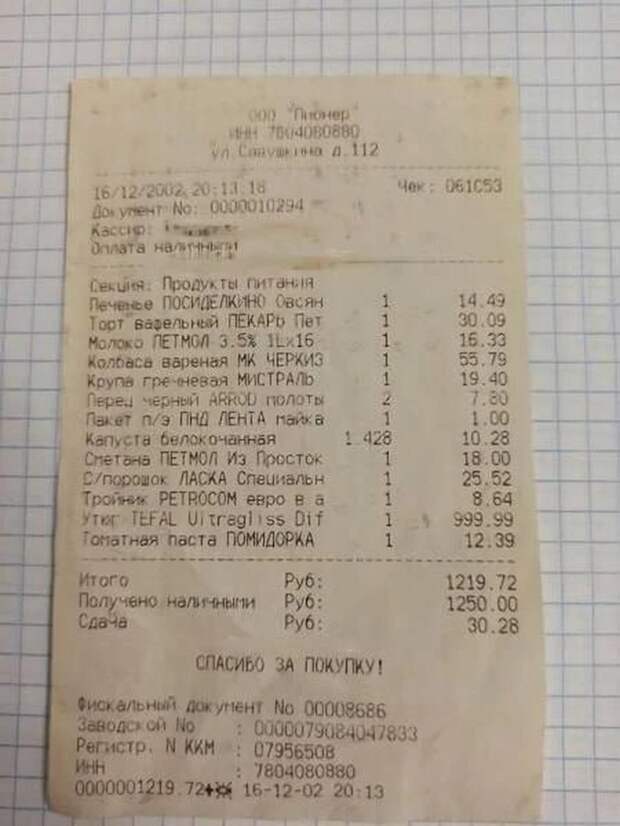 ООО "Пионер"
ИНН 7804080880
ул.Савушкина д.112
16/12/2002 20:13:18 Чек: 061C53
Документ No: 0000010294
Кассир:
Оплата наличными
Секция: Продукты питания
Печенье ПОСИДЕЛКИНО Овсян 1 14.49
Торт вафельный ПЕКАРЬ Пет 1 30.09
Молоко ПЕТМОЛ 3.5% 1Lx16 1 16.33
Колбаса вареная МК ЧЕРКИЗ 1 55.79
Крупа гречневая МИСТРАЛЬ 1 19.40
Перец черный ARROD молоты 2 7.80
Пакет п/э ПНД ЛЕНТА майка 1 1.00
Капуста белокочанная 1.428 10.28
Сметана ПЕТМОЛ Из Просток 1 18.00
С/порошок ЛАСКА Специальн 1 25.52
Тройник PETROCOM евро в а 1 8.64
Утюг TEFAL Ultragliss Dif 1 999.99
Томатная паста ПОМИДОРКА 1 12.39
Итого Руб: 1219.72
Получено наличными Руб: 1250.00
Сдача Руб: 30.28
СПАСИБО ЗА ПОКУПКУ!
Фискальный документ No 00008686
Заводской No : 0000079084047833
Регистр. N ККМ : 07956508
ИНН : 7804080880
0000001219.72 16-12-02 20:13